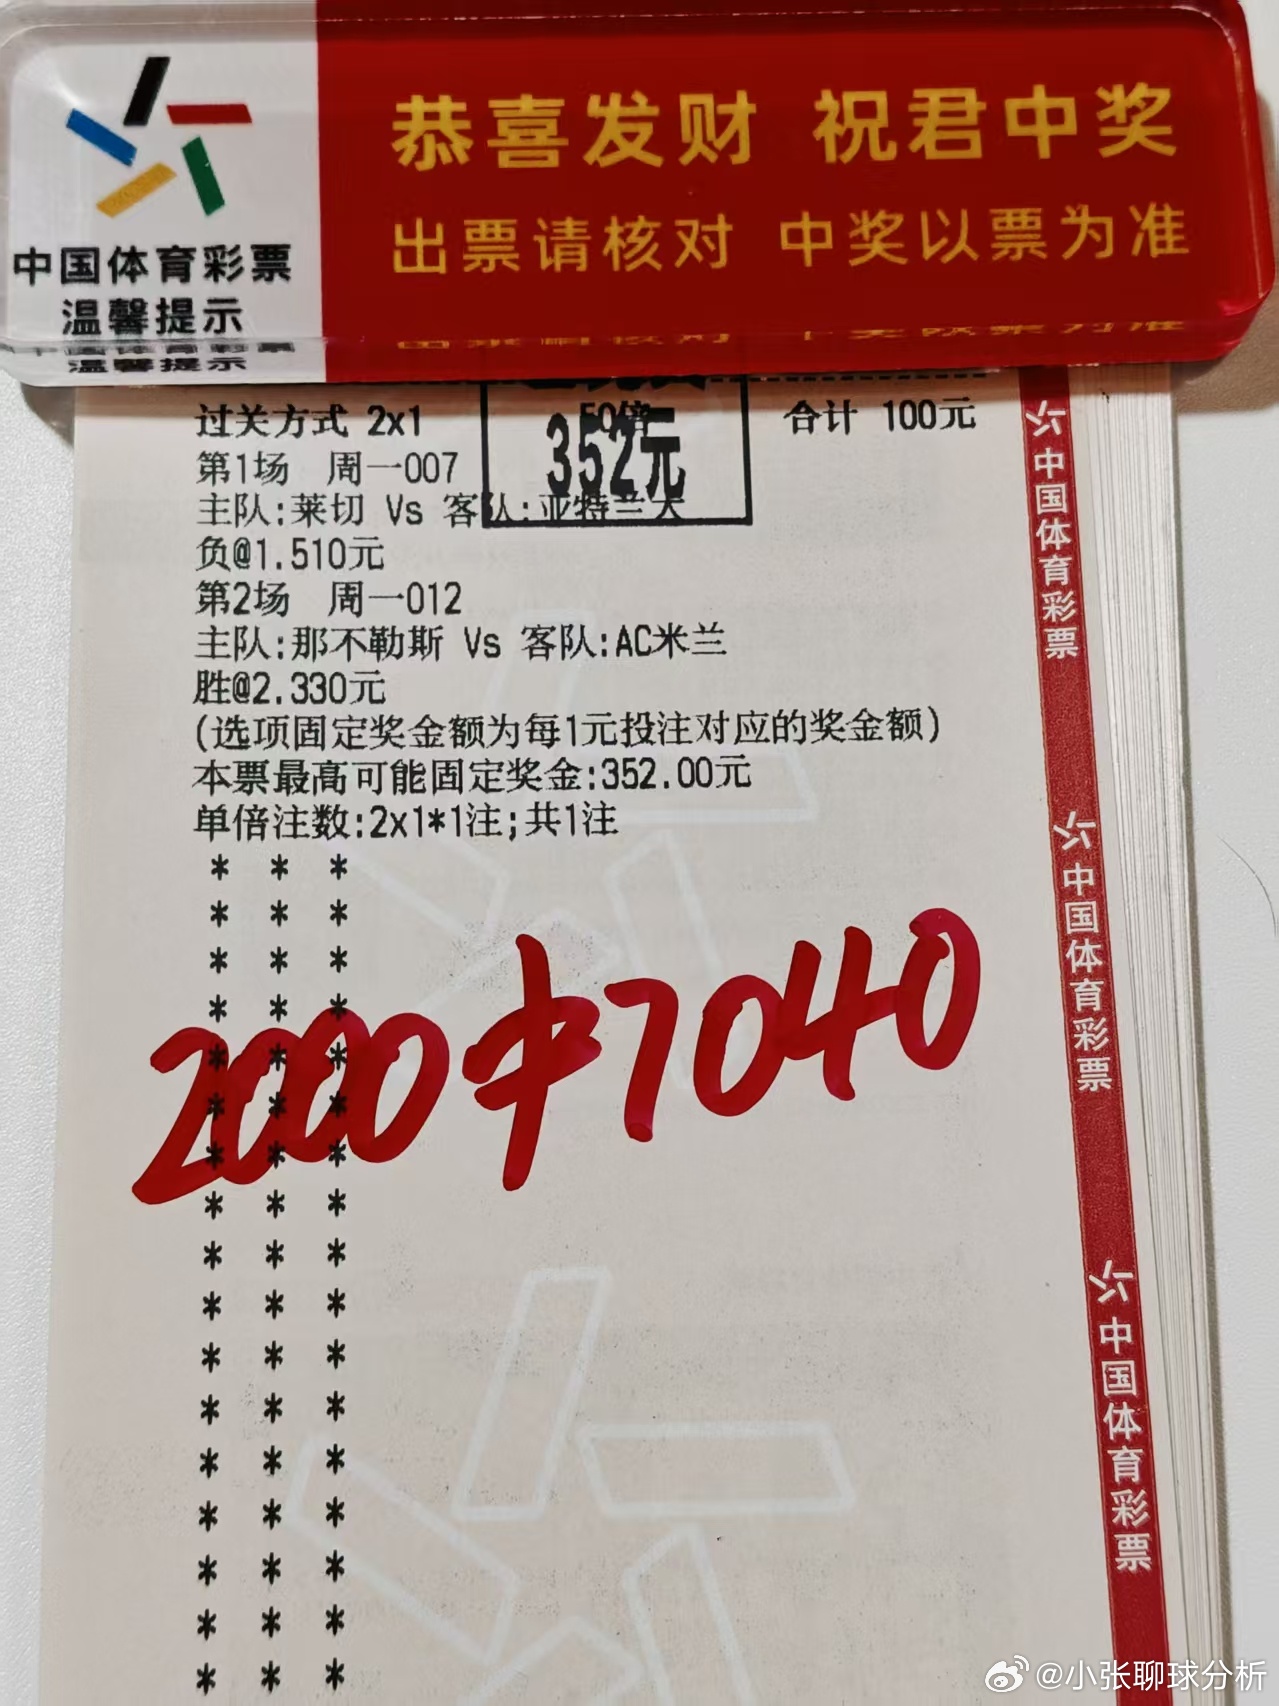 恭喜发财 祝君中奖
出票请核对 中奖以票为准
中国体育彩票
温馨提示
过关方式 2x1 50倍 合计 100元
352元
第1场 周一007
主队:莱切 Vs 客队:亚特兰大
负@1.510元
第2场 周一012
主队:那不勒斯 Vs 客队:AC米兰
胜@2.330元
(选项固定奖金额为每1元投注对应的奖金额)
本票最高可能固定奖金:352.00元
单倍注数:2x1*1注;共1注
2000中7040
中国体育彩票
中国体育彩票
中国体育彩票
@小张聊球分析